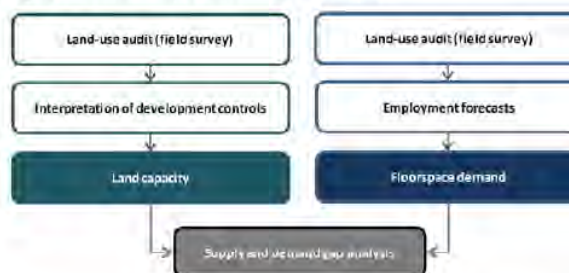 Land-use audit (field survey)
Land-use audit (field survey)
Interpretation of development controls
Employment forecasts
Land capacity
Floorspace demand
Supply and demand gap analysis